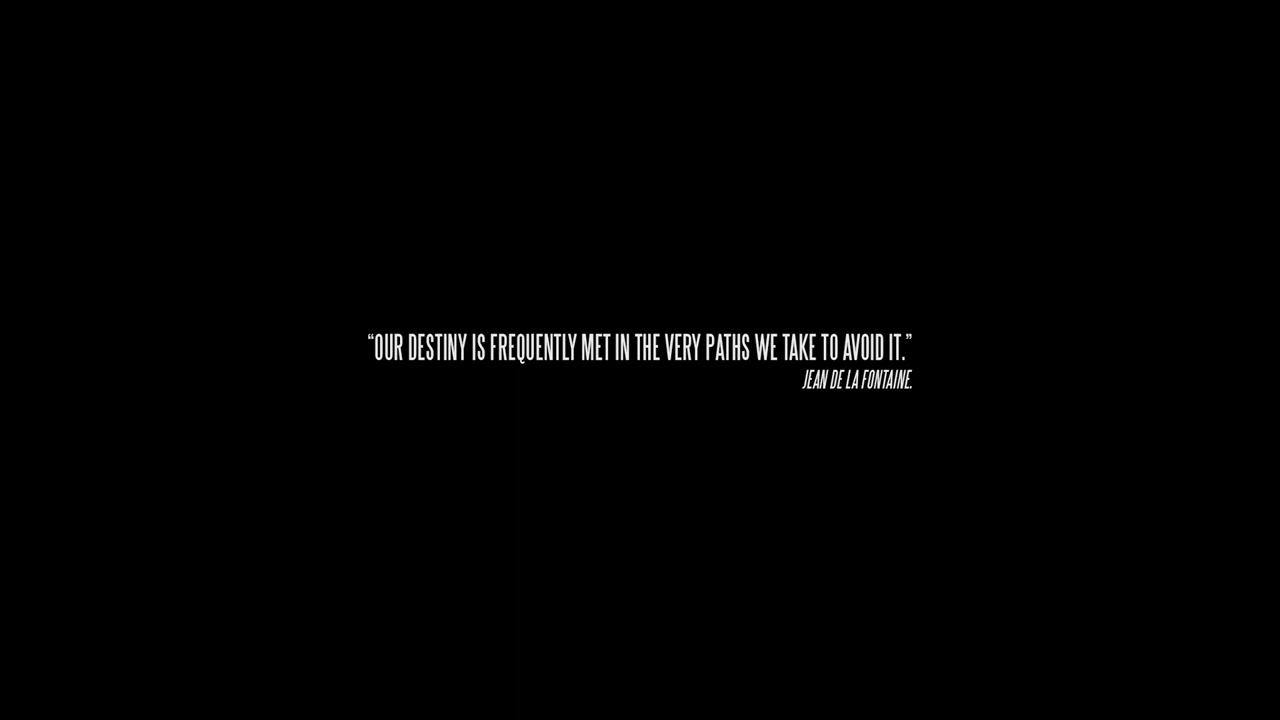 “OUR DESTINY IS FREQUENTLY MET IN THE VERY PATHS WE TAKE TO AVOID IT.”
JEAN DE LA FONTAINE.